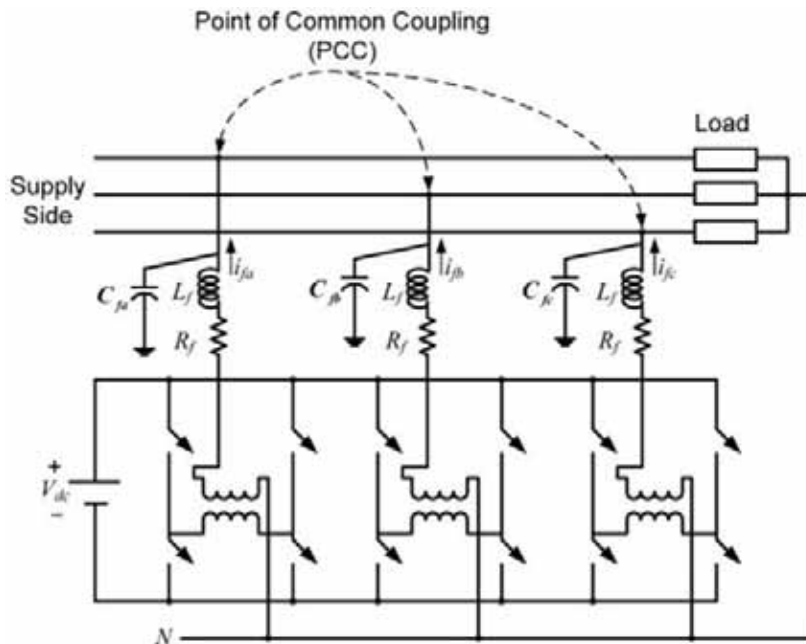 Point of Common Coupling
(PCC)
Load
Supply
Side
i_fa
i_fb
i_fc
C_fa
L_f
C_fb
L_f
C_fc
L_f
R_f
R_f
R_f
+
V_dc
−
N